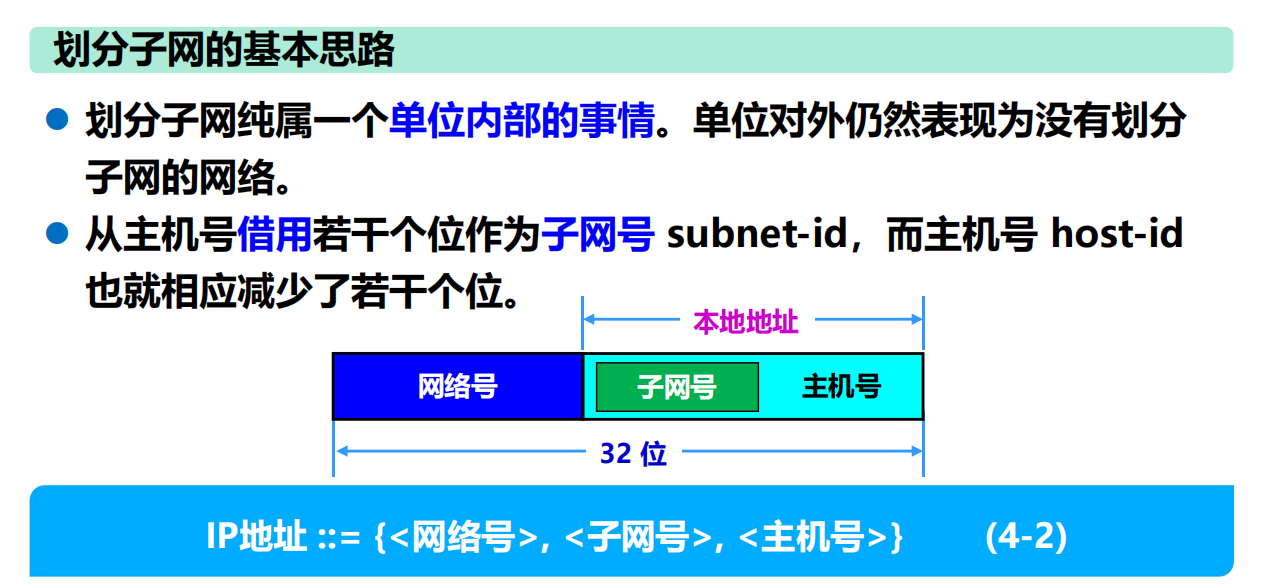 划分子网的基本思路
划分子网纯属一个单位内部的事情。单位对外仍然表现为没有划分
子网的网络。
从主机号借用若干个位作为子网号 subnet-id，而主机号 host-id
也就相应减少了若干个位。
本地地址
网络号 子网号 主机号
32 位
IP地址 ::= {<网络号>, <子网号>, <主机号>} (4-2)